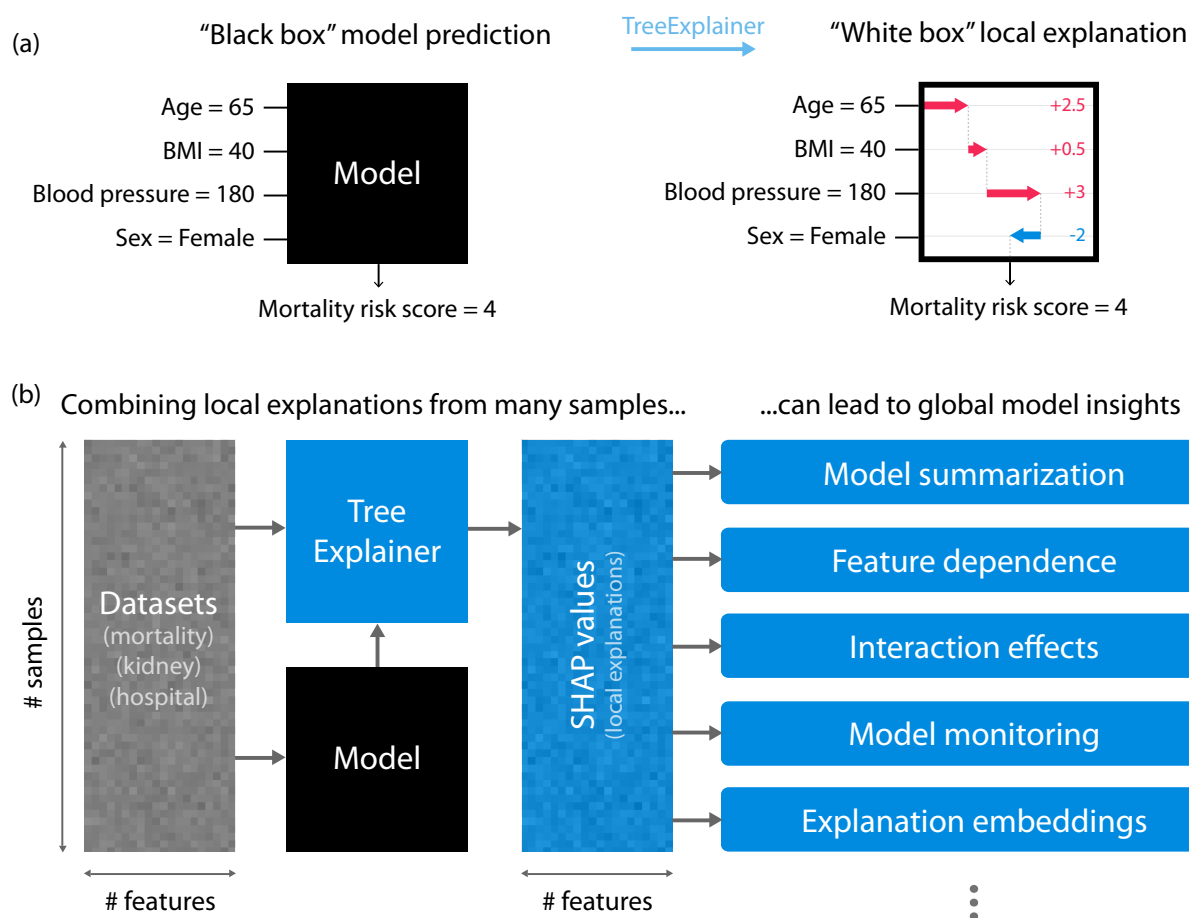 (a)
“Black box” model prediction
TreeExplainer
“White box” local explanation
Age = 65
BMI = 40
Blood pressure = 180
Sex = Female
Model
Mortality risk score = 4
Age = 65
BMI = 40
Blood pressure = 180
Sex = Female
+2.5
+0.5
+3
-2
Mortality risk score = 4
(b)
Combining local explanations from many samples...
...can lead to global model insights
# samples
Datasets
(mortality)
(kidney)
(hospital)
# features
Tree
Explainer
Model
SHAP values
(local explanations)
# features
Model summarization
Feature dependence
Interaction effects
Model monitoring
Explanation embeddings